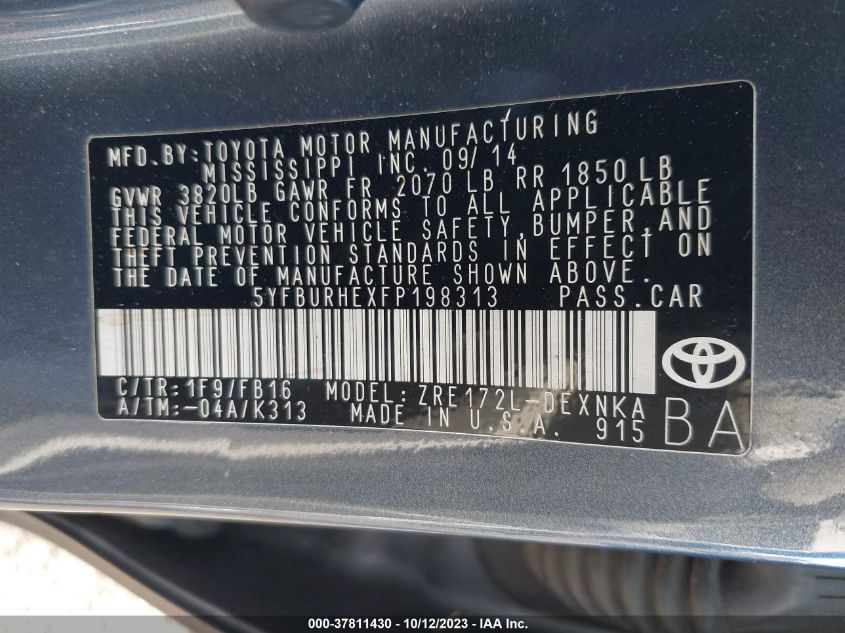 MFD. BY: TOYOTA MOTOR MANUFACTURING
MISSISSIPPI INC. 09/14
GVWR 3820LB GAWR FR 2070 LB RR 1850 LB
THIS VEHICLE CONFORMS TO ALL APPLICABLE
FEDERAL MOTOR VEHICLE SAFETY, BUMPER, AND
THEFT PREVENTION STANDARDS IN EFFECT ON
THE DATE OF MANUFACTURE SHOWN ABOVE.
5YFBURHEXFP198313 PASS. CAR
C/TR: 1F9/FB16 MODEL: ZRE172L-DEXNKA
A/TM: -04A/K313 MADE IN U.S.A. 915 BA
000-37811430 - 10/12/2023 - IAA Inc.